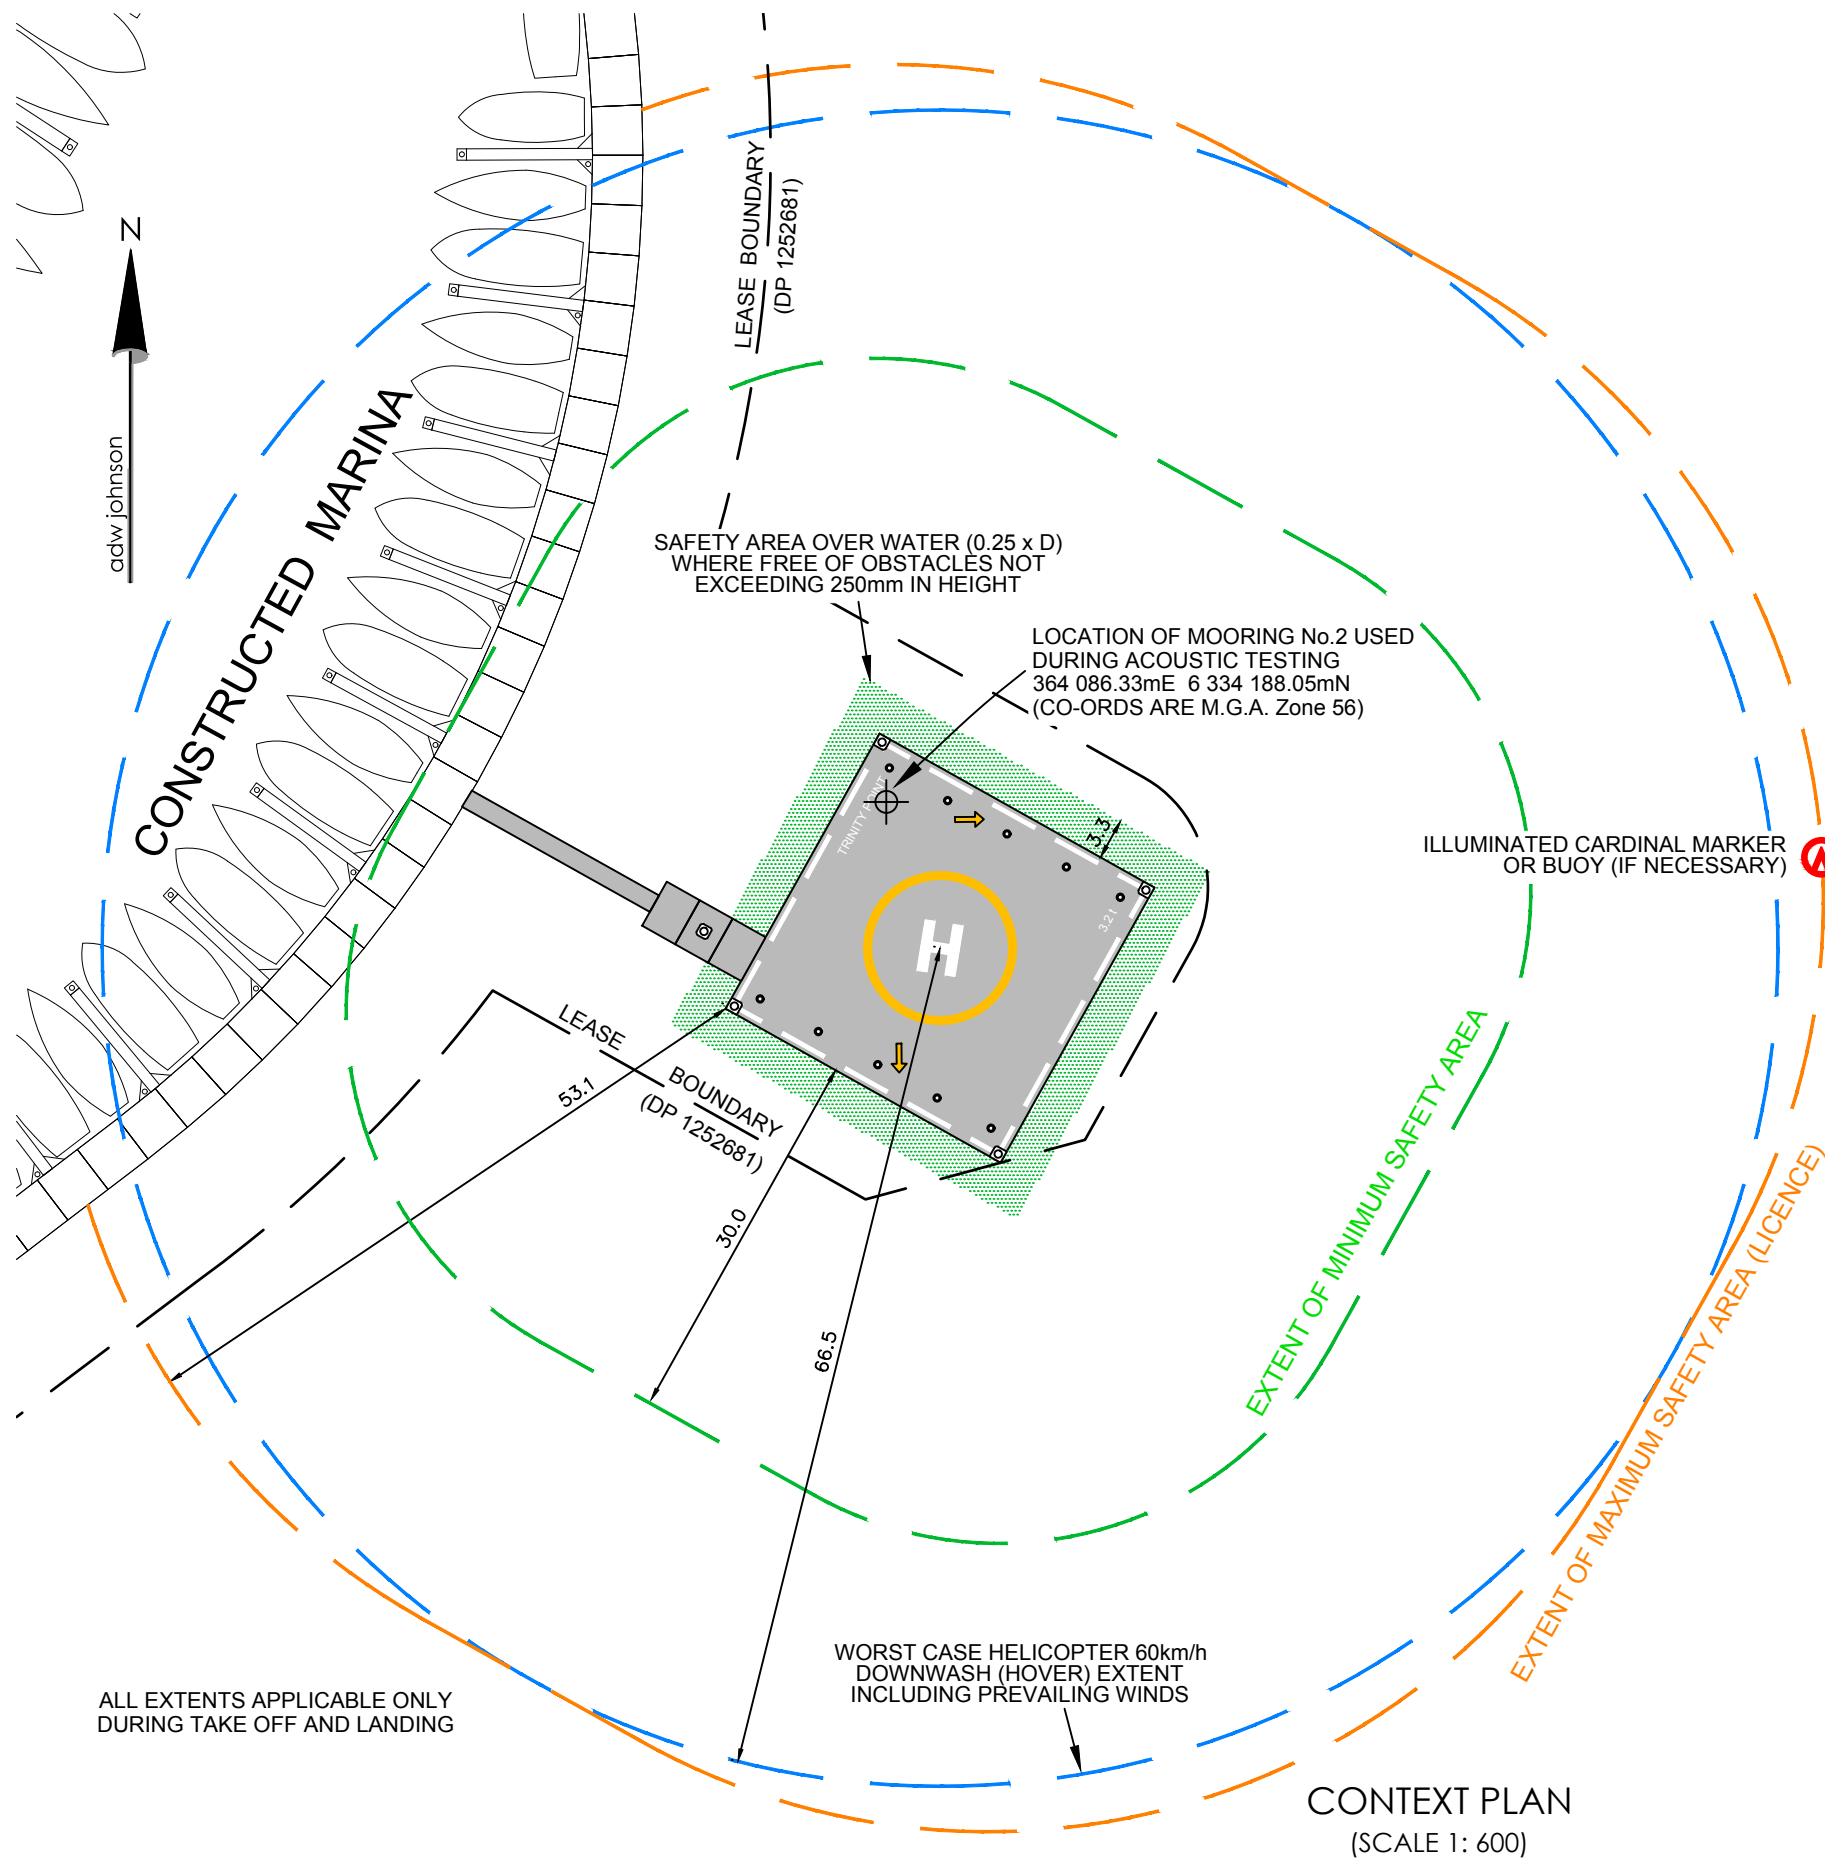 N
adw johnson
CONSTRUCTED MARINA
LEASE BOUNDARY
(DP 1252681)
SAFETY AREA OVER WATER (0.25 x D)
WHERE FREE OF OBSTACLES NOT
EXCEEDING 250mm IN HEIGHT
LOCATION OF MOORING No.2 USED
DURING ACOUSTIC TESTING
364 086.33mE 6 334 188.05mN
(CO-ORDS ARE M.G.A. Zone 56)
TRINITY POINT
3.3
3.2 t
H
ILLUMINATED CARDINAL MARKER
OR BUOY (IF NECESSARY)
LEASE BOUNDARY
(DP 1252681)
53.1
30.0
66.5
EXTENT OF MINIMUM SAFETY AREA
EXTENT OF MAXIMUM SAFETY AREA (LICENCE)
WORST CASE HELICOPTER 60km/h
DOWNWASH (HOVER) EXTENT
INCLUDING PREVAILING WINDS
ALL EXTENTS APPLICABLE ONLY
DURING TAKE OFF AND LANDING
CONTEXT PLAN
(SCALE 1: 600)